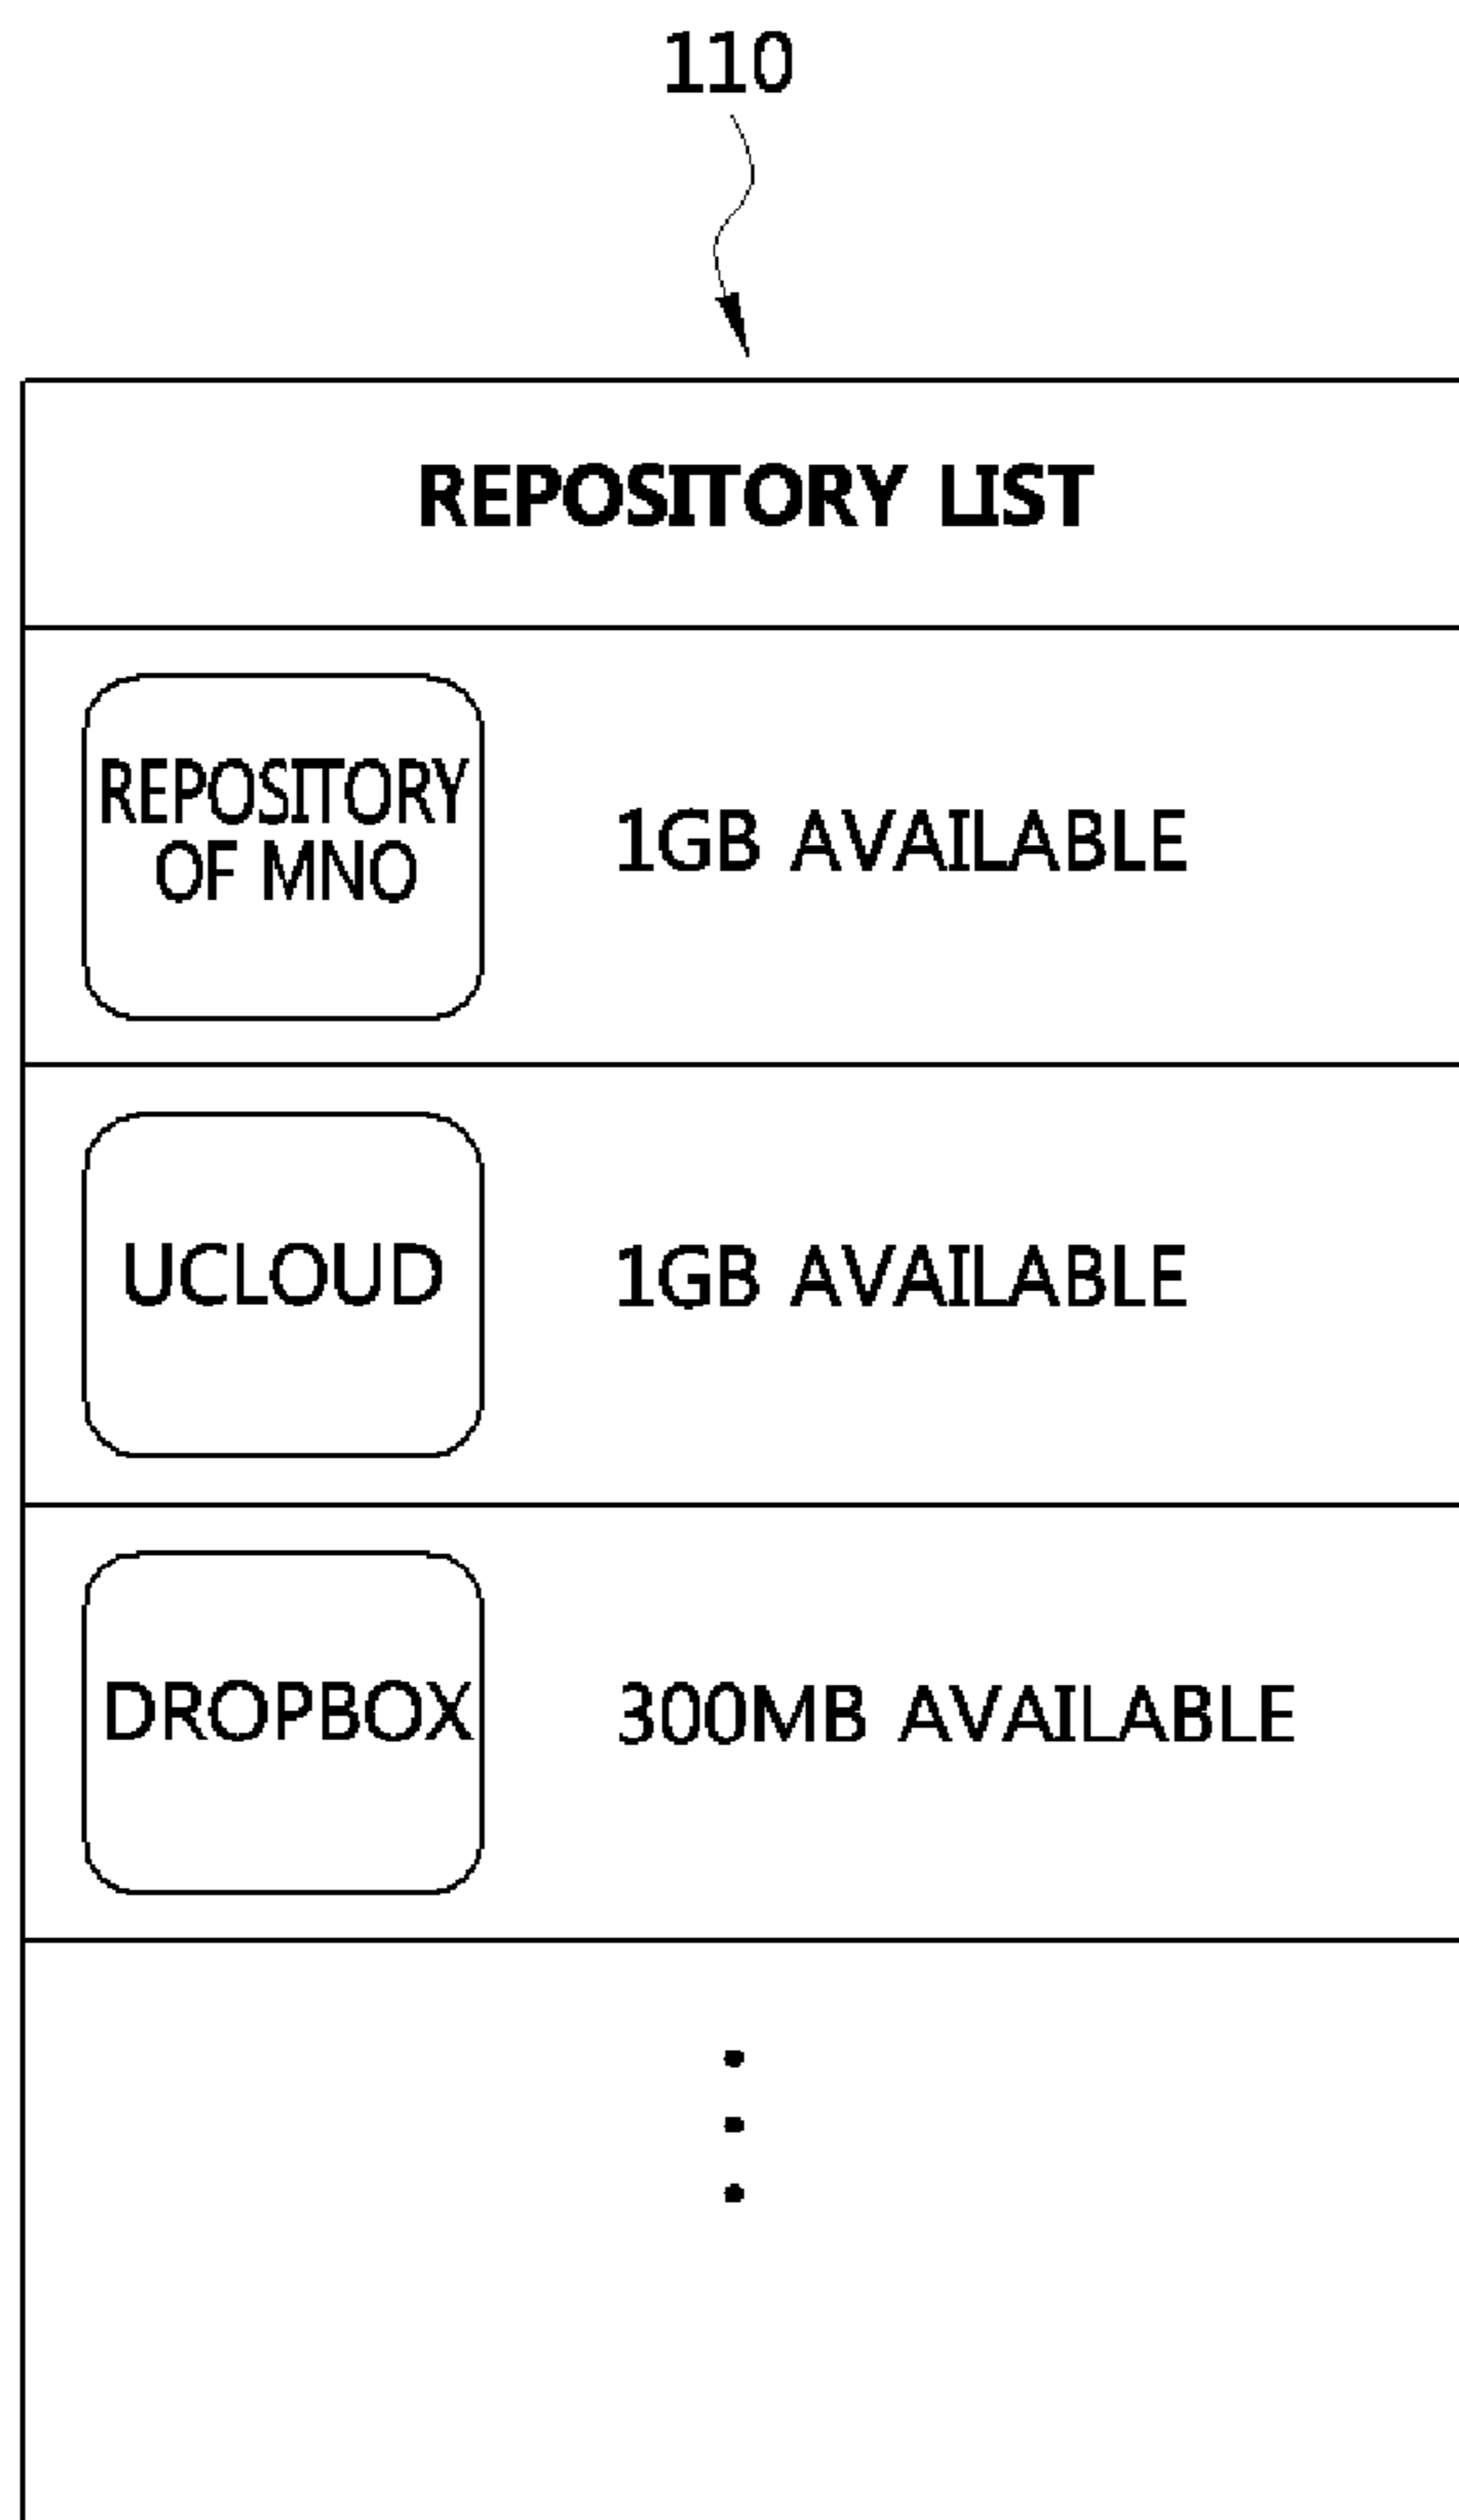 110
REPOSITORY LIST
REPOSITORY
OF MNO
1GB AVAILABLE
UCLOUD
1GB AVAILABLE
DROPBOX
300MB AVAILABLE